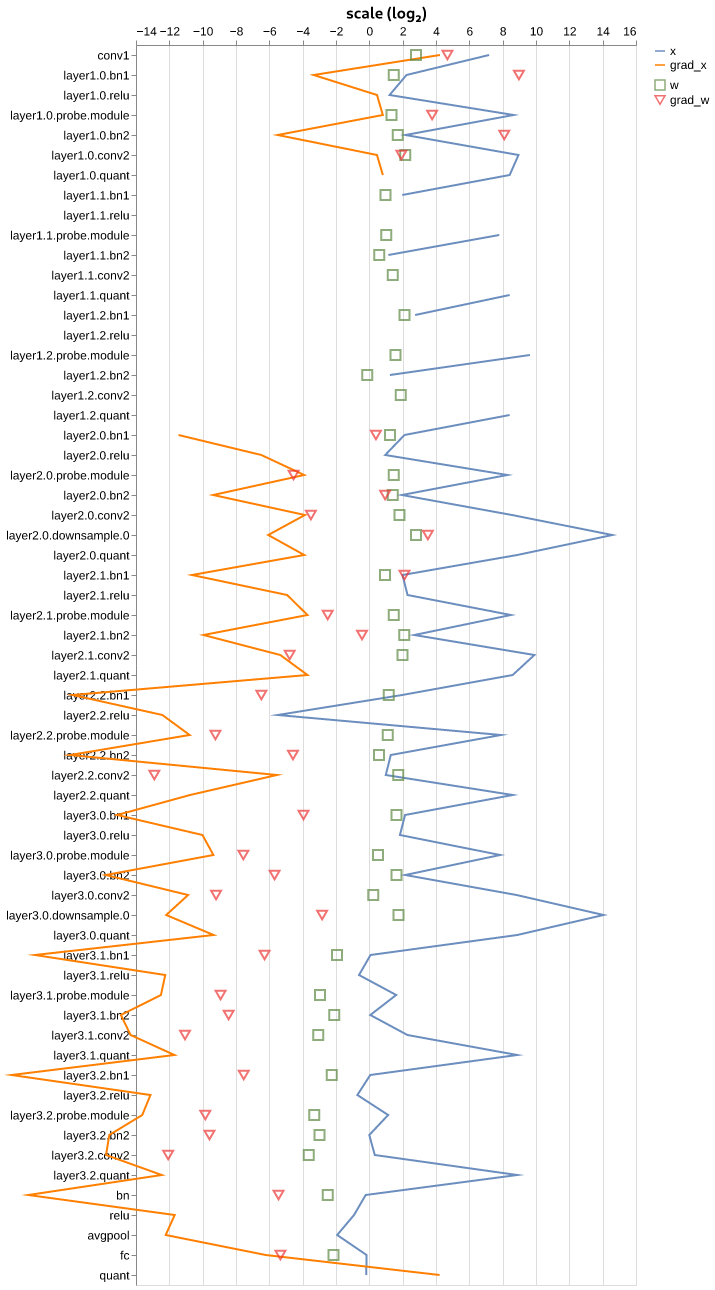 scale (log₂)
−14 −12 −10 −8 −6 −4 −2 0 2 4 6 8 10 12 14 16
x
grad_x
w
grad_w
conv1
layer1.0.bn1
layer1.0.relu
layer1.0.probe.module
layer1.0.bn2
layer1.0.conv2
layer1.0.quant
layer1.1.bn1
layer1.1.relu
layer1.1.probe.module
layer1.1.bn2
layer1.1.conv2
layer1.1.quant
layer1.2.bn1
layer1.2.relu
layer1.2.probe.module
layer1.2.bn2
layer1.2.conv2
layer1.2.quant
layer2.0.bn1
layer2.0.relu
layer2.0.probe.module
layer2.0.bn2
layer2.0.conv2
layer2.0.downsample.0
layer2.0.quant
layer2.1.bn1
layer2.1.relu
layer2.1.probe.module
layer2.1.bn2
layer2.1.conv2
layer2.1.quant
layer2.2.bn1
layer2.2.relu
layer2.2.probe.module
layer2.2.bn2
layer2.2.conv2
layer2.2.quant
layer3.0.bn1
layer3.0.relu
layer3.0.probe.module
layer3.0.bn2
layer3.0.conv2
layer3.0.downsample.0
layer3.0.quant
layer3.1.bn1
layer3.1.relu
layer3.1.probe.module
layer3.1.bn2
layer3.1.conv2
layer3.1.quant
layer3.2.bn1
layer3.2.relu
layer3.2.probe.module
layer3.2.bn2
layer3.2.conv2
layer3.2.quant
bn
relu
avgpool
fc
quant